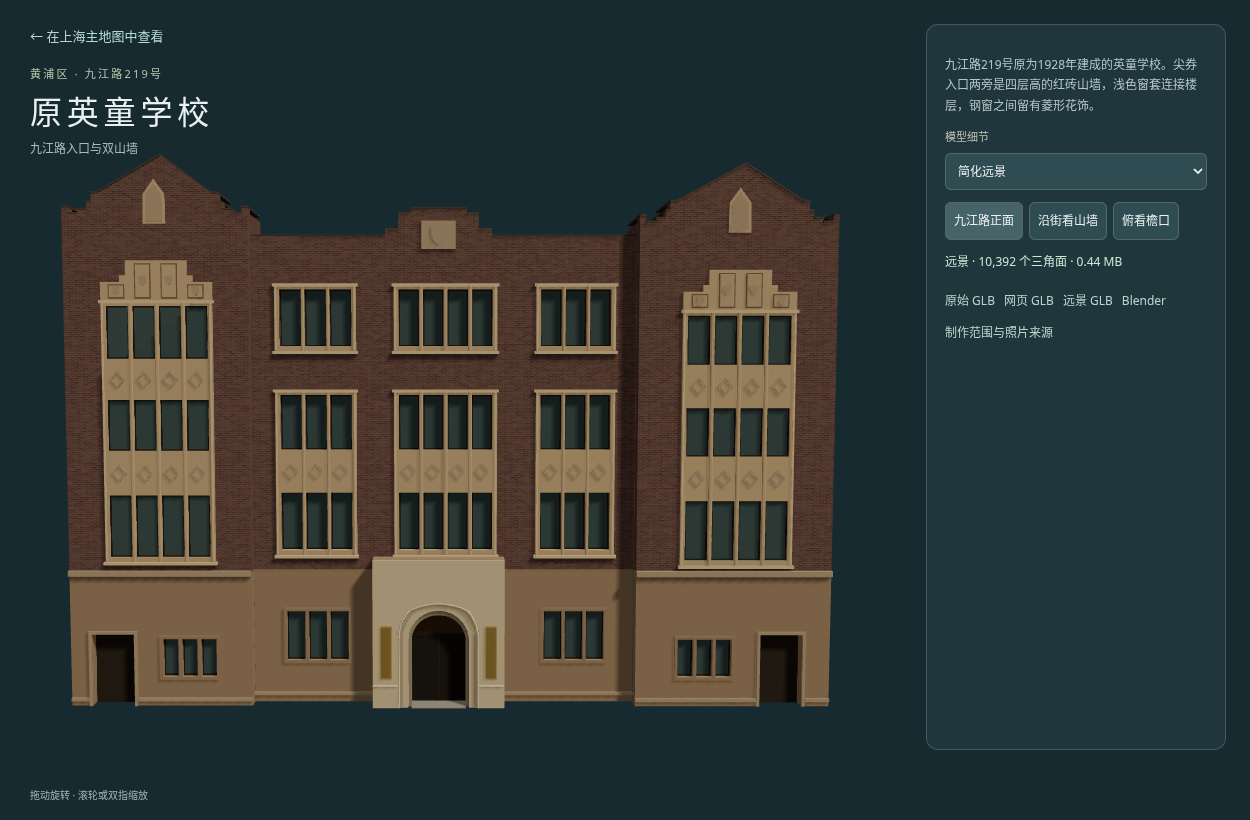 ← 在上海主地图中查看
黄浦区 · 九江路219号
原英童学校
九江路入口与双山墙
九江路219号原为1928年建成的英童学校。尖券
入口两旁是四层高的红砖山墙，浅色窗套连接楼
层，钢窗之间留有菱形花饰。
模型细节
简化远景
九江路正面 沿街看山墙 俯看檐口
远景 · 10,392 个三角面 · 0.44 MB
原始 GLB 网页 GLB 远景 GLB Blender
制作范围与照片来源
拖动旋转 · 滚轮或双指缩放